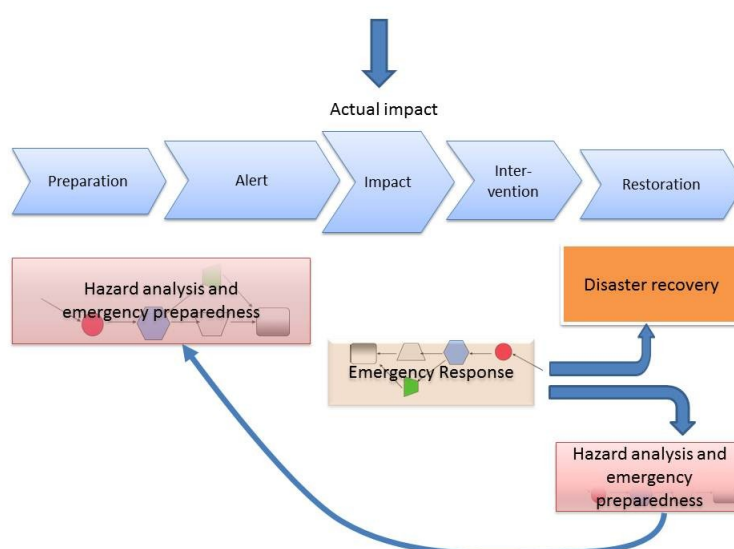 Actual impact
Preparation
Alert
Impact
Inter-
vention
Restoration
Hazard analysis and
emergency preparedness
Disaster recovery
Emergency Response
Hazard analysis and
emergency
preparedness